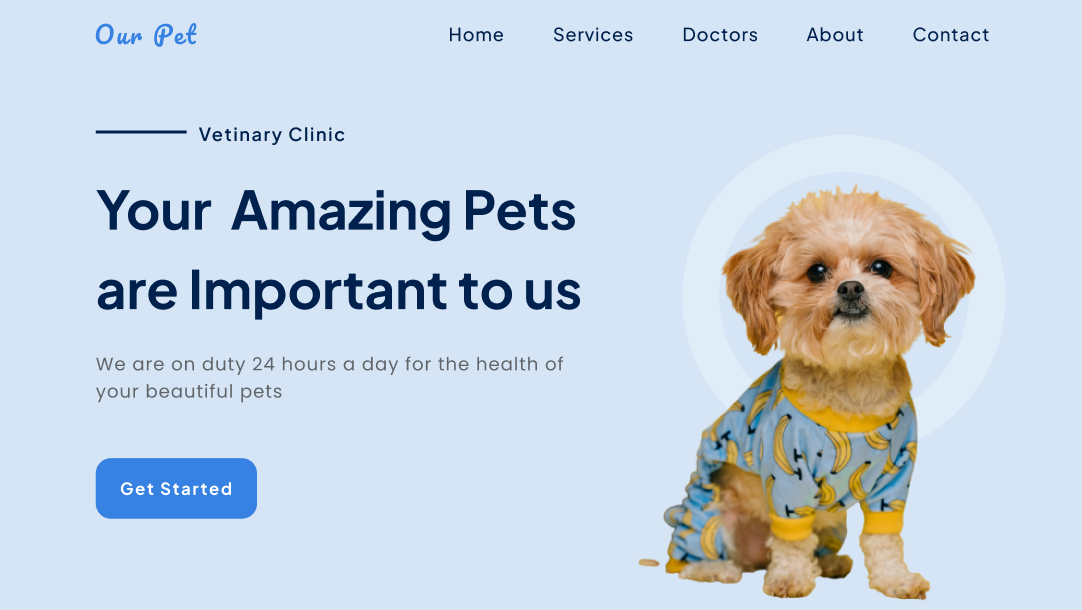 Our Pet
Home Services Doctors About Contact
Vetinary Clinic
Your Amazing Pets
are Important to us
We are on duty 24 hours a day for the health of
your beautiful pets
Get Started